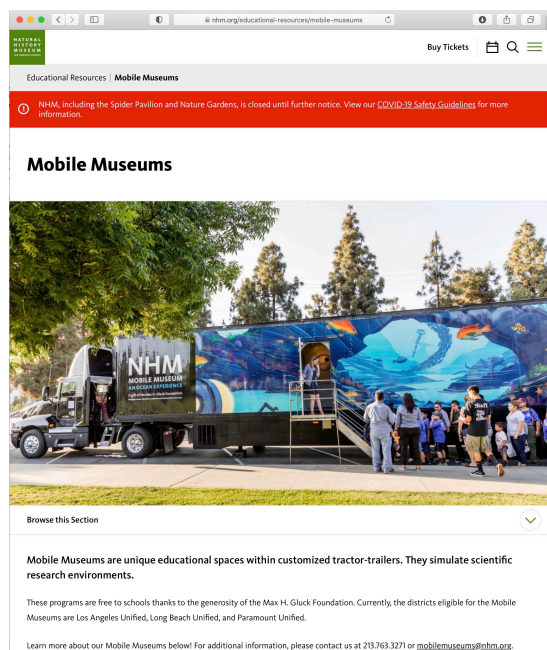 nhm.org/educational-resources/mobile-museums
NATURAL
HISTORY
MUSEUM
Buy Tickets
Educational Resources | Mobile Museums
NHM, including the Spider Pavilion and Nature Gardens, is closed until further notice. View our COVID-19 Safety Guidelines for more
information.
Mobile Museums
NHM
MOBILE MUSEUM
AN OCEAN EXPERIENCE
A gift of the Max H. Gluck Foundation
Staff
Browse this Section
Mobile Museums are unique educational spaces within customized tractor-trailers. They simulate scientific
research environments.
These programs are free to schools thanks to the generosity of the Max H. Gluck Foundation. Currently, the districts eligible for the Mobile
Museums are Los Angeles Unified, Long Beach Unified, and Paramount Unified.
Learn more about our Mobile Museums below! For additional information, please contact us at 213.763.3271 or mobilemuseums@nhm.org.